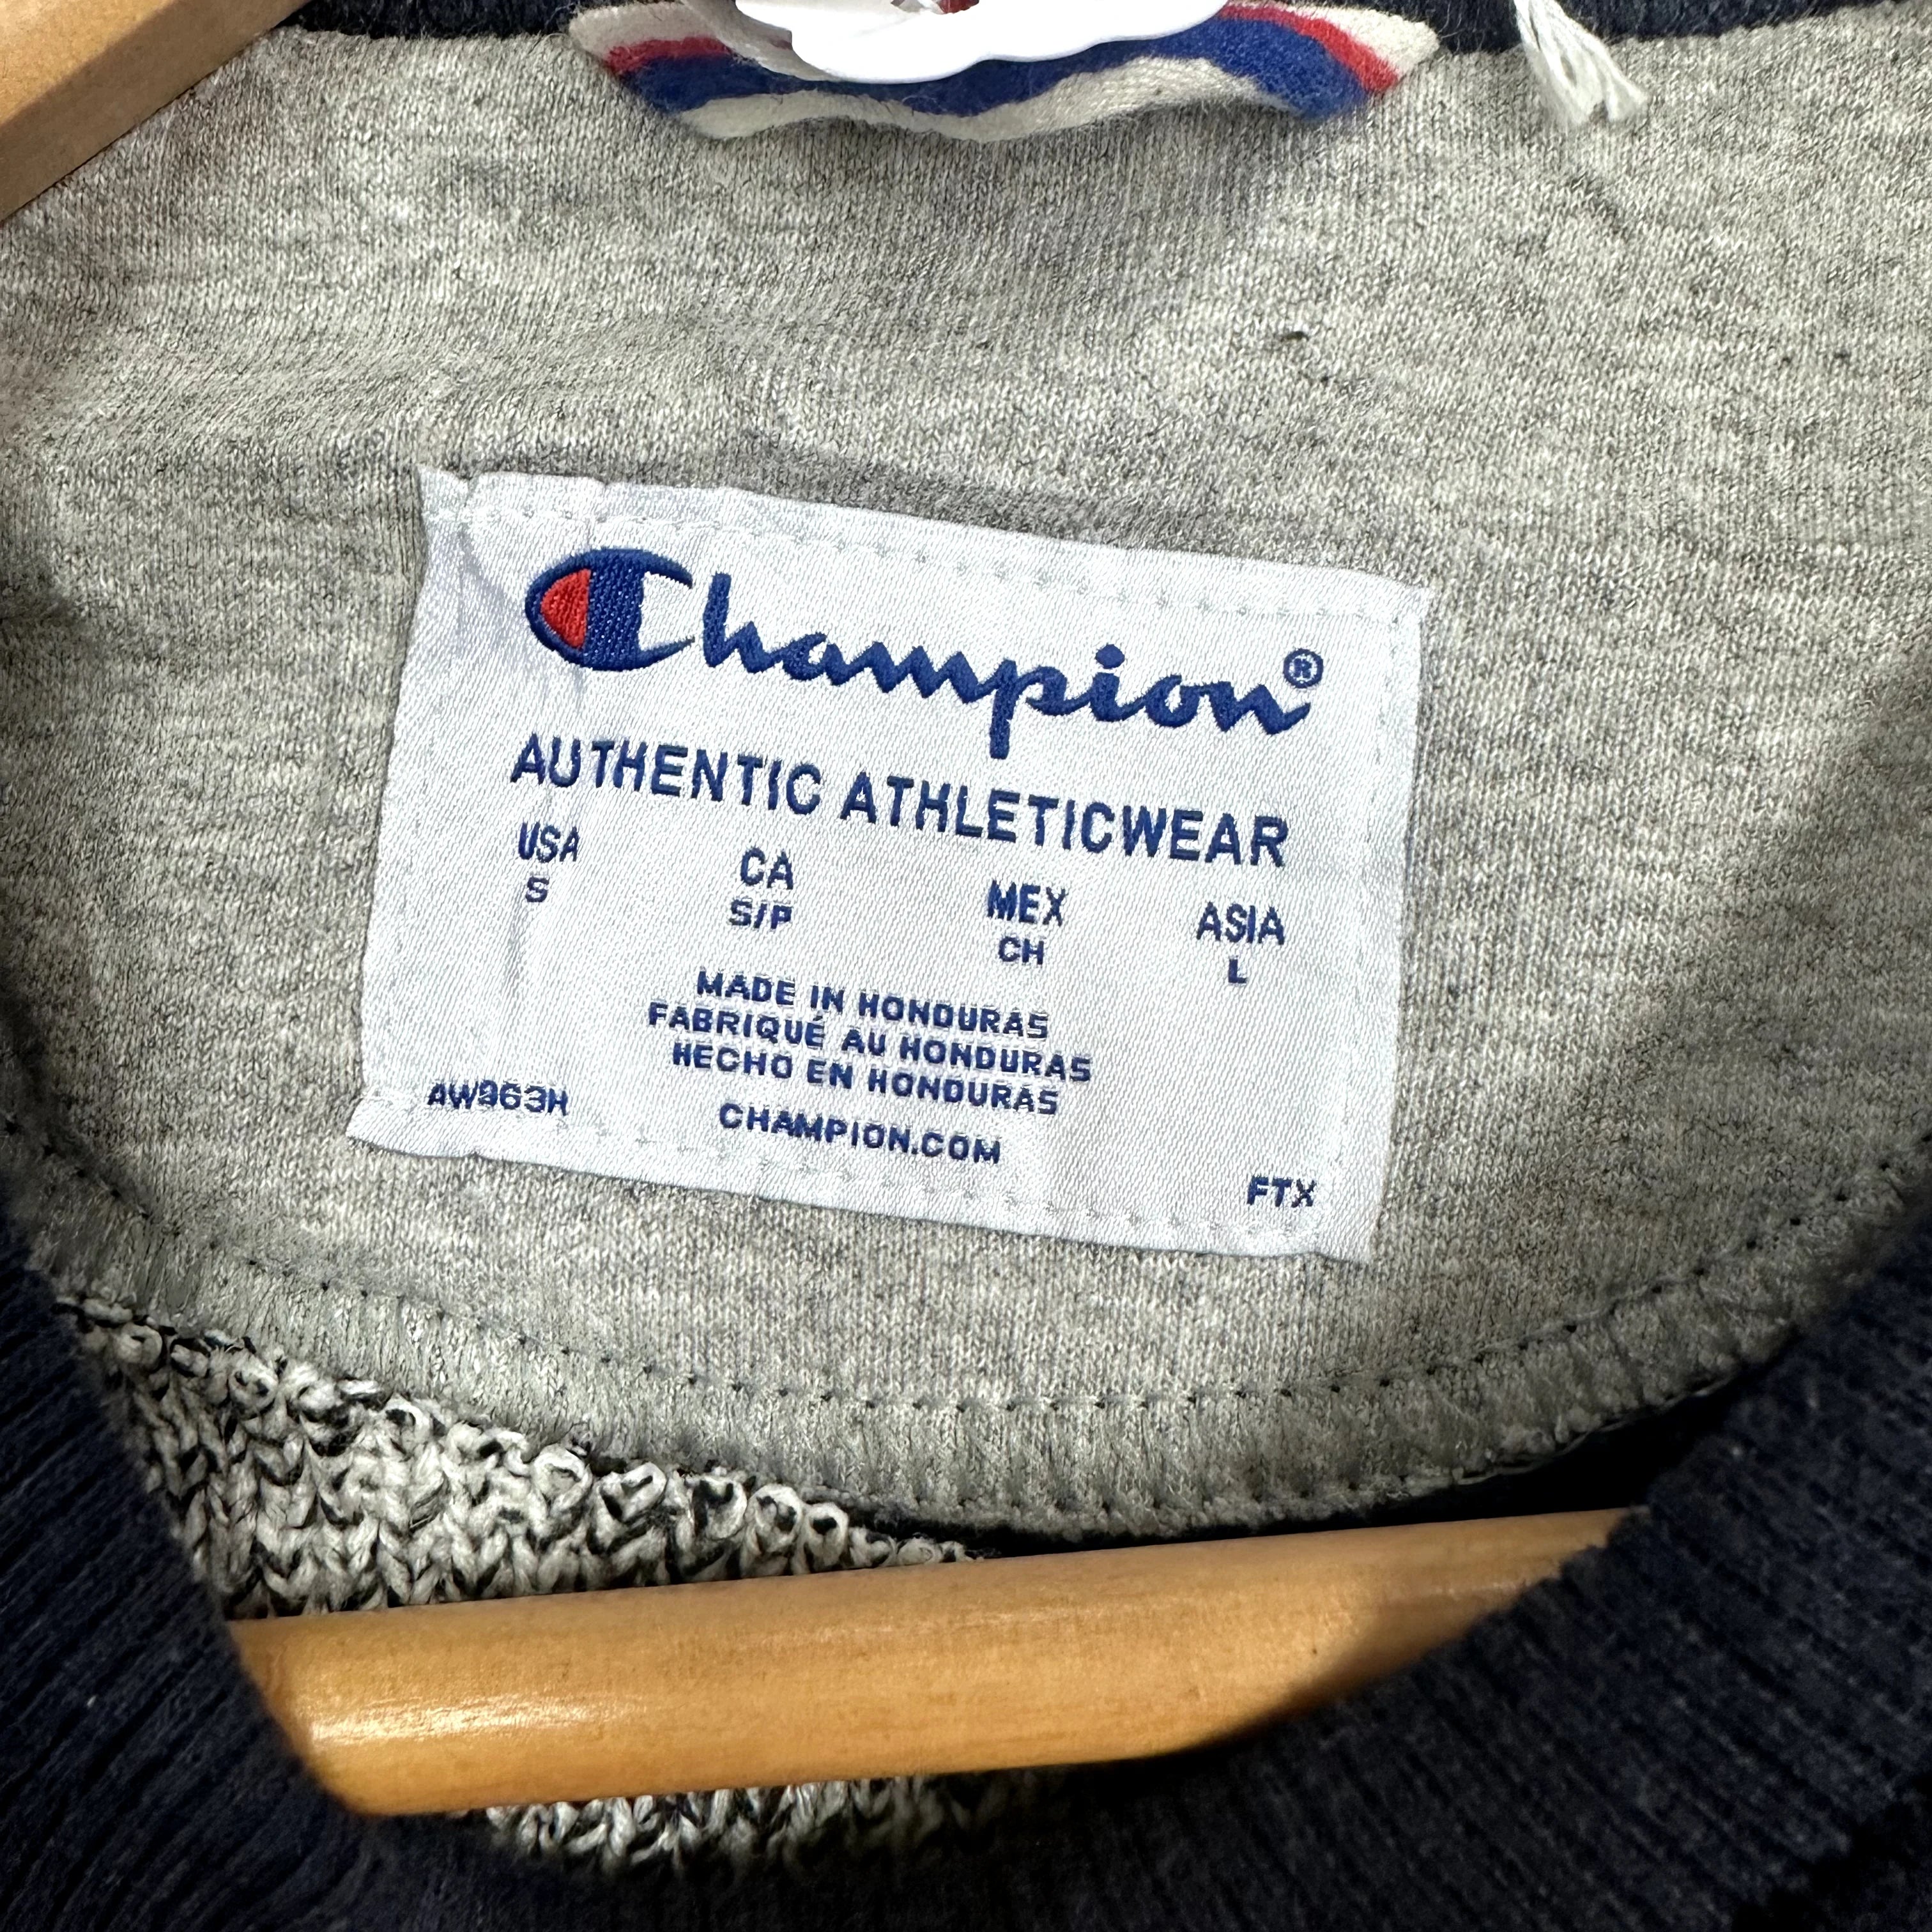 Champion®
AUTHENTIC ATHLETICWEAR
USA CA MEX ASIA
S S/P CH L
MADE IN HONDURAS
FABRIQUÉ AU HONDURAS
HECHO EN HONDURAS
CHAMPION.COM
AW963H
FTX